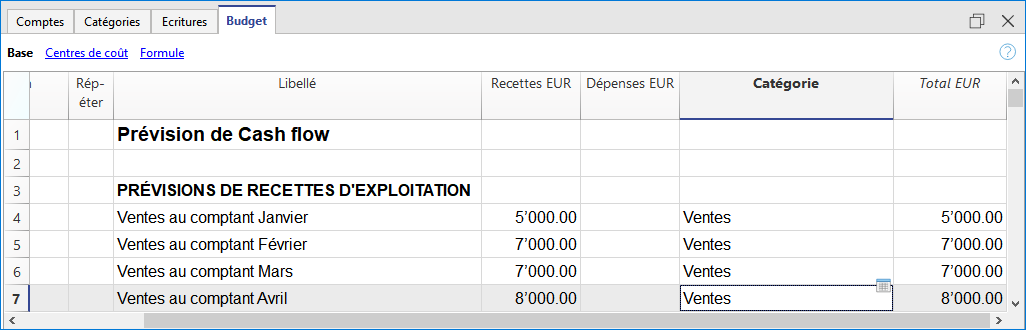 Comptes Catégories Ecritures Budget
Base Centres de coût Formule ?
Rép- Libellé Recettes EUR Dépenses EUR Catégorie Total EUR
éter
1 Prévision de Cash flow
2
3 PRÉVISIONS DE RECETTES D'EXPLOITATION
4 Ventes au comptant Janvier 5’000.00 Ventes 5’000.00
5 Ventes au comptant Février 7’000.00 Ventes 7’000.00
6 Ventes au comptant Mars 7’000.00 Ventes 7’000.00
7 Ventes au comptant Avril 8’000.00 Ventes 8’000.00